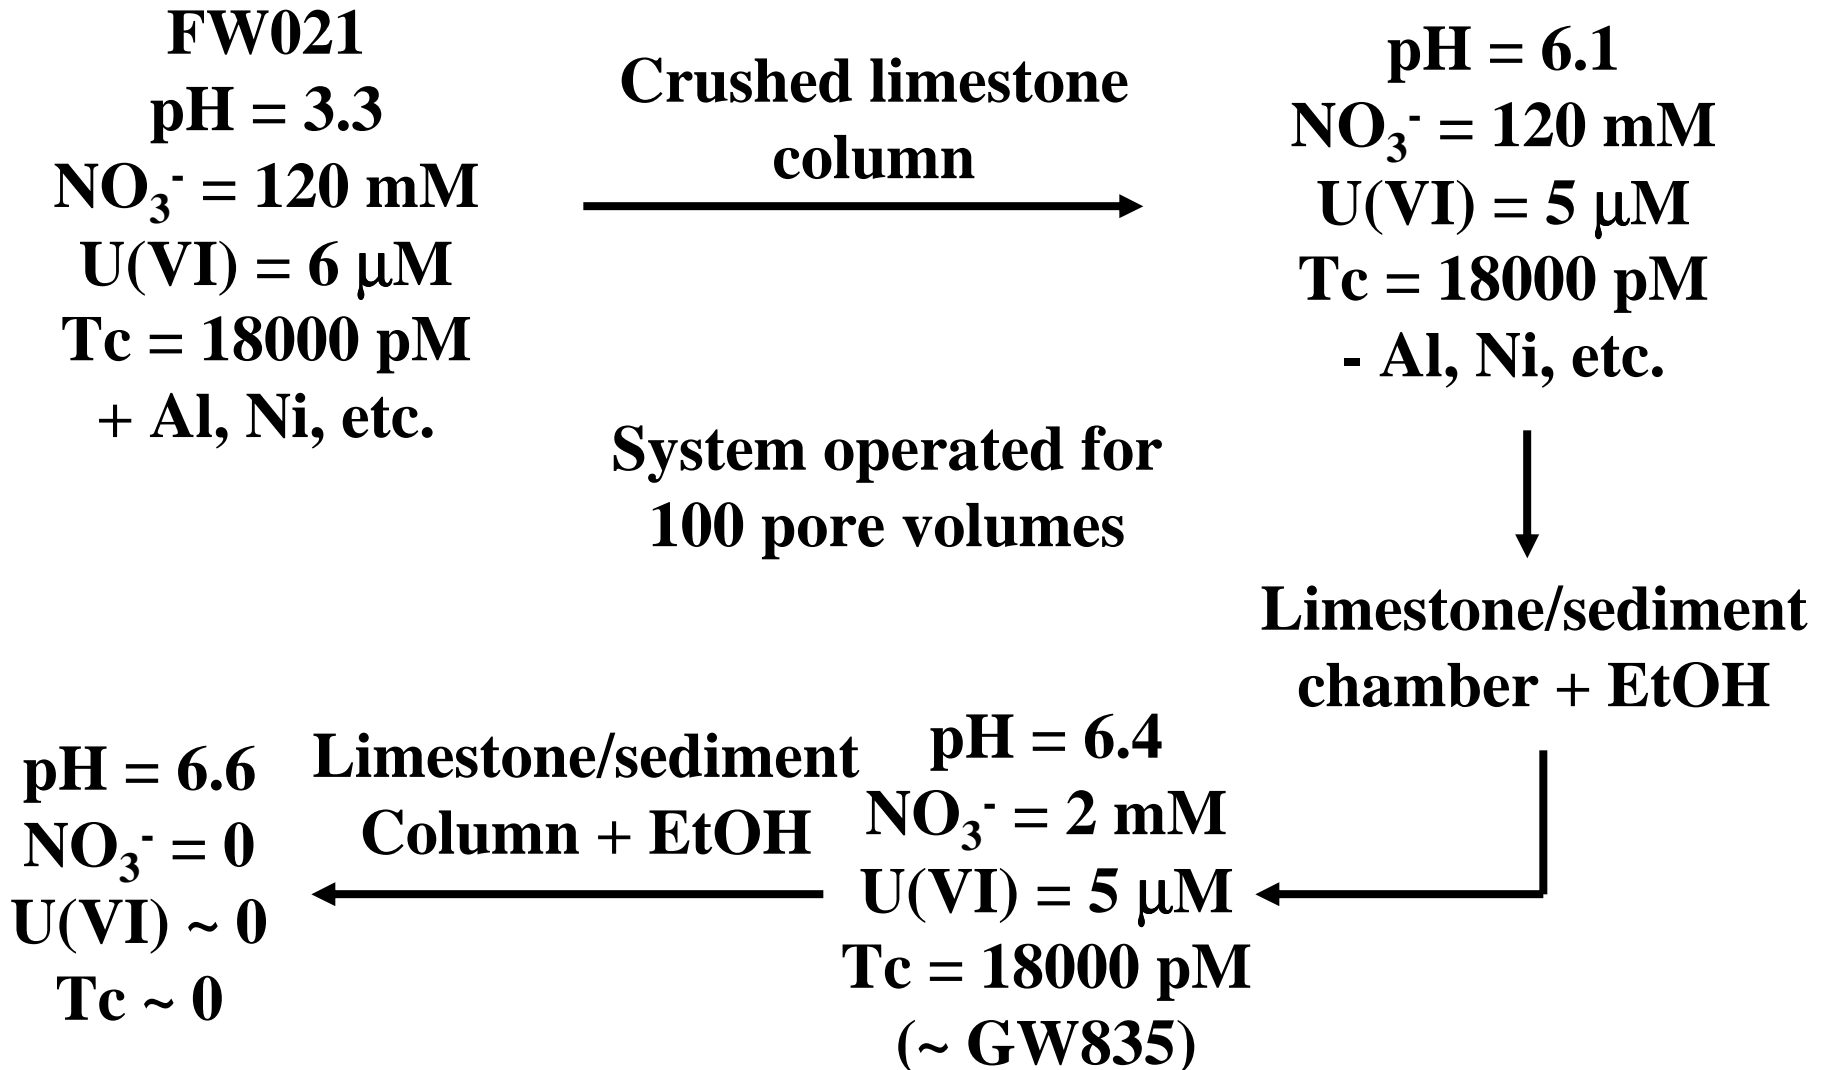 FW021
pH = 3.3
NO₃⁻ = 120 mM
U(VI) = 6 μM
Tc = 18000 pM
+ Al, Ni, etc.
Crushed limestone
column
pH = 6.1
NO₃⁻ = 120 mM
U(VI) = 5 μM
Tc = 18000 pM
- Al, Ni, etc.
System operated for
100 pore volumes
Limestone/sediment
chamber + EtOH
pH = 6.4
NO₃⁻ = 2 mM
U(VI) = 5 μM
Tc = 18000 pM
(~ GW835)
Limestone/sediment
Column + EtOH
pH = 6.6
NO₃⁻ = 0
U(VI) ~ 0
Tc ~ 0